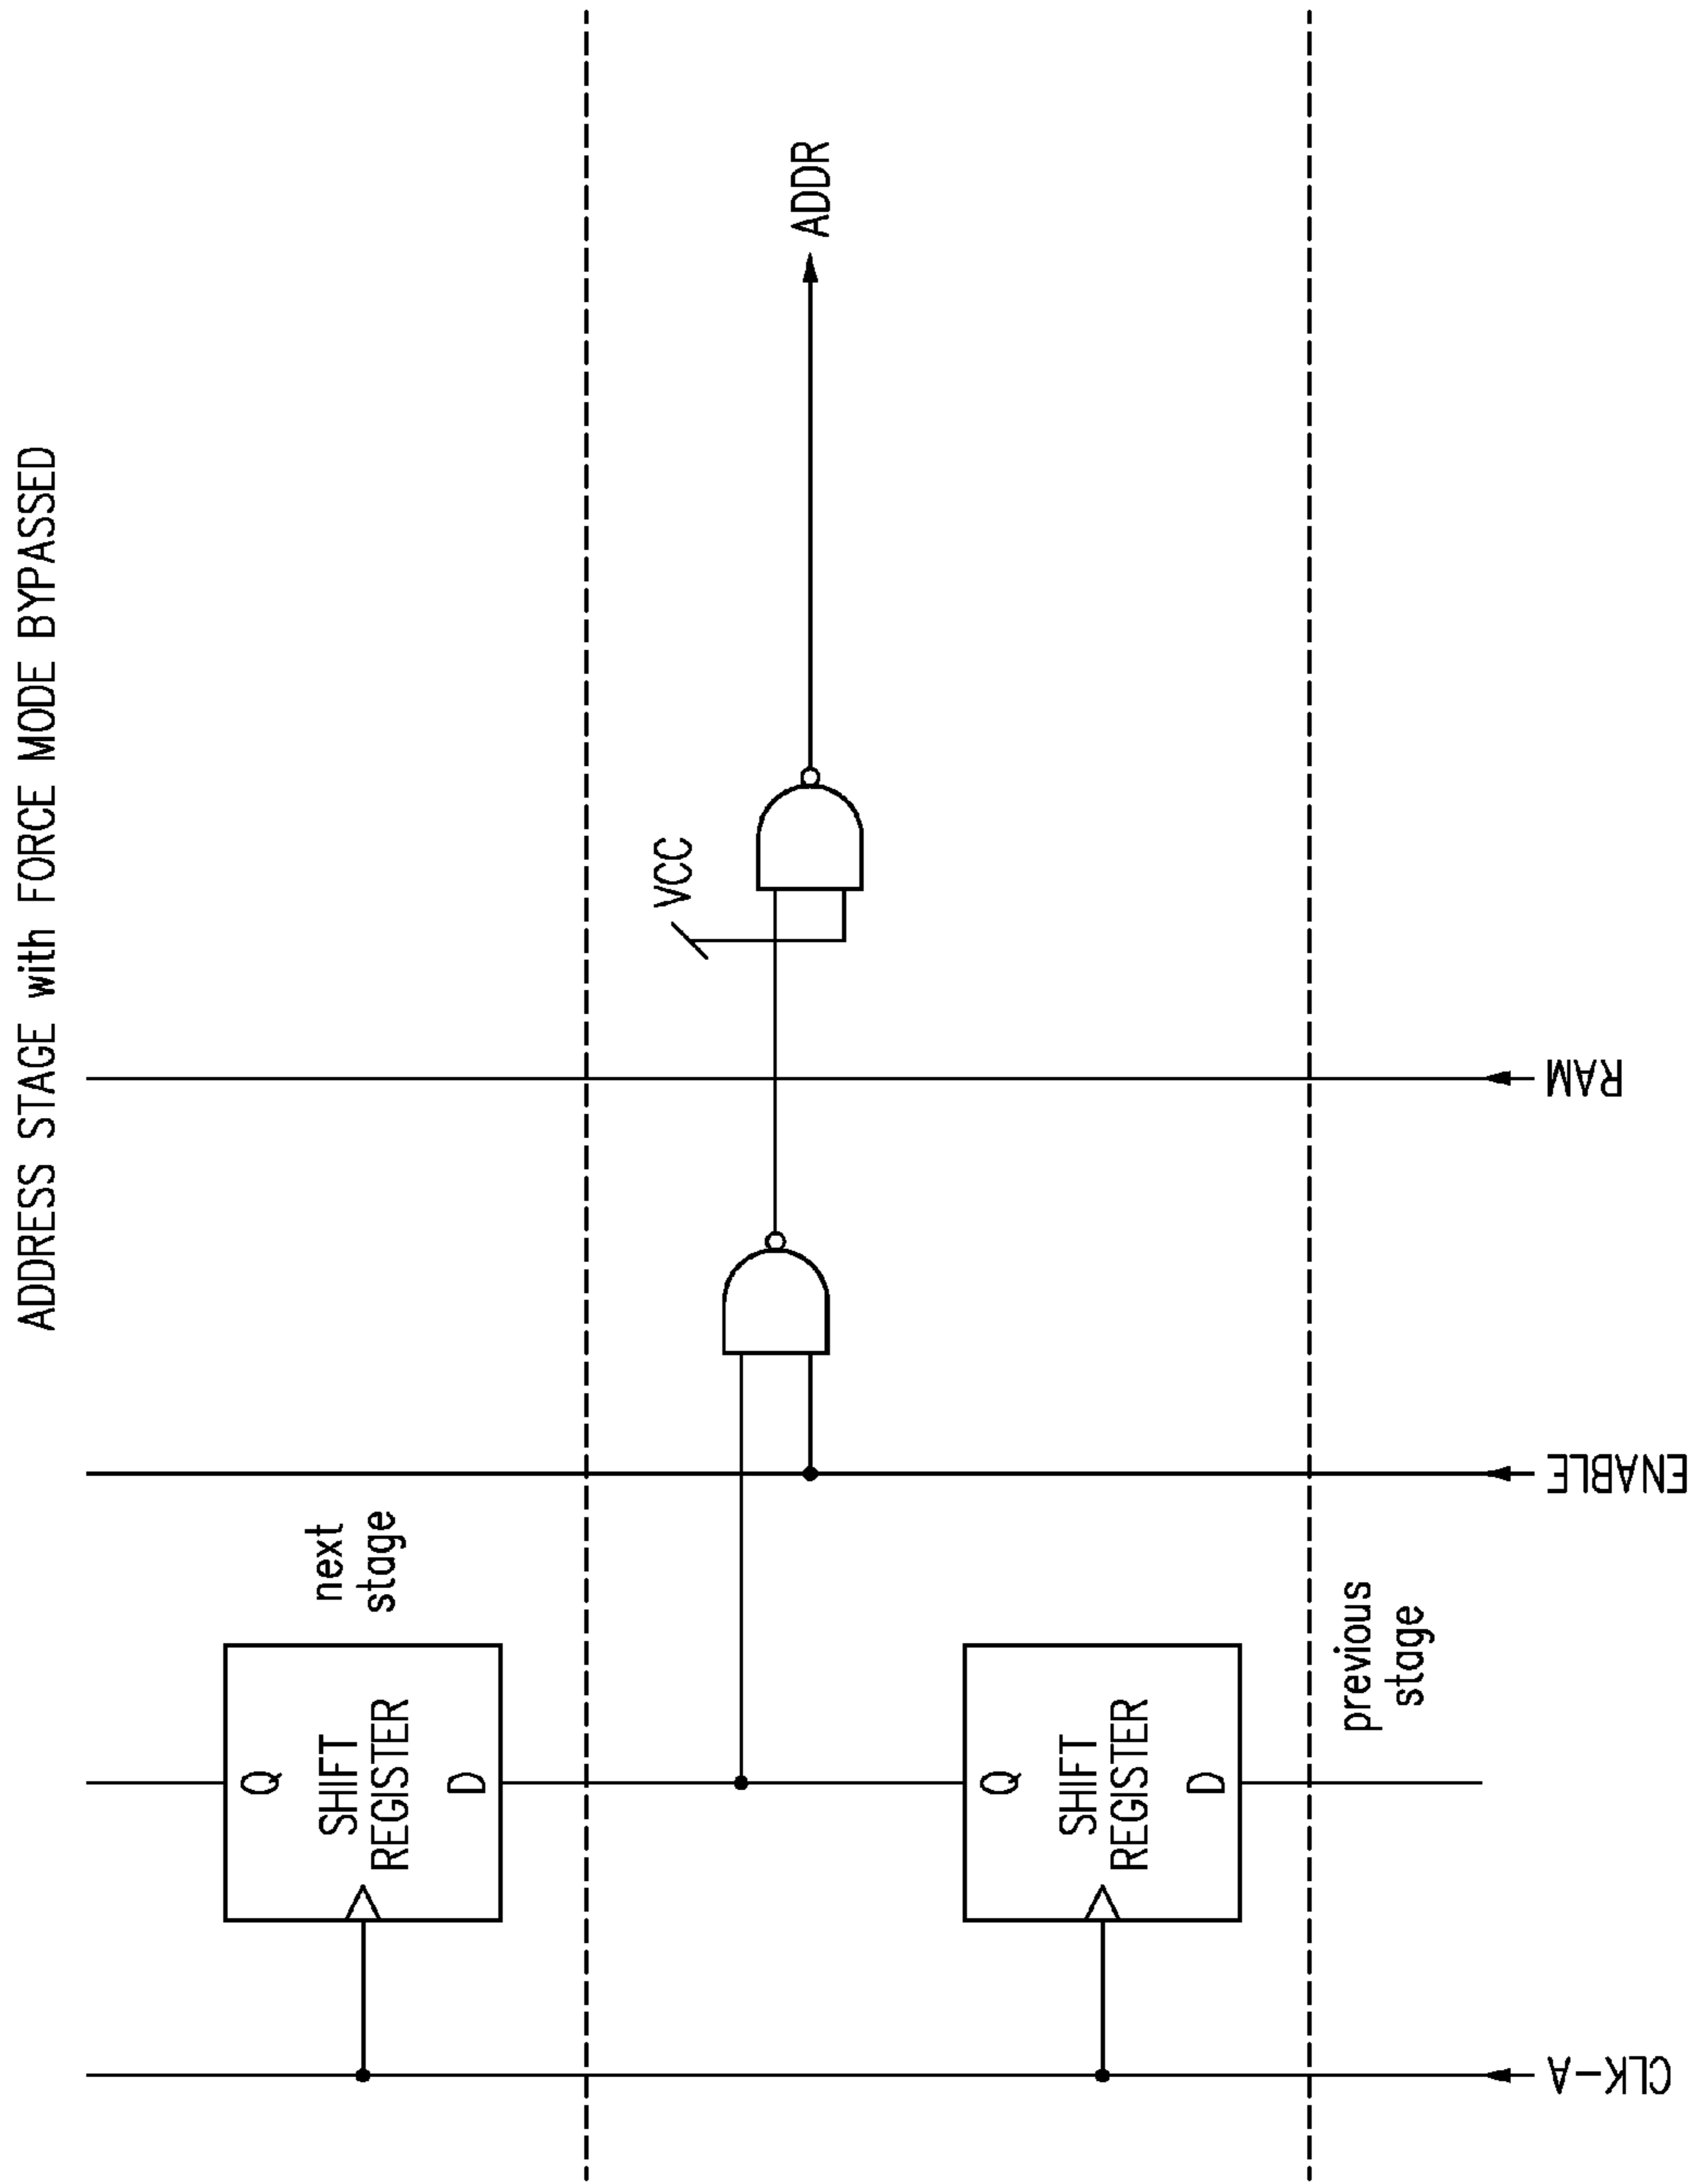 ADDRESS STAGE with FORCE MODE BYPASSED
Q
SHIFT
REGISTER
D
next
stage
VCC
ADDR
Q
SHIFT
REGISTER
D
previous
stage
CLK-A
ENABLE
RAM